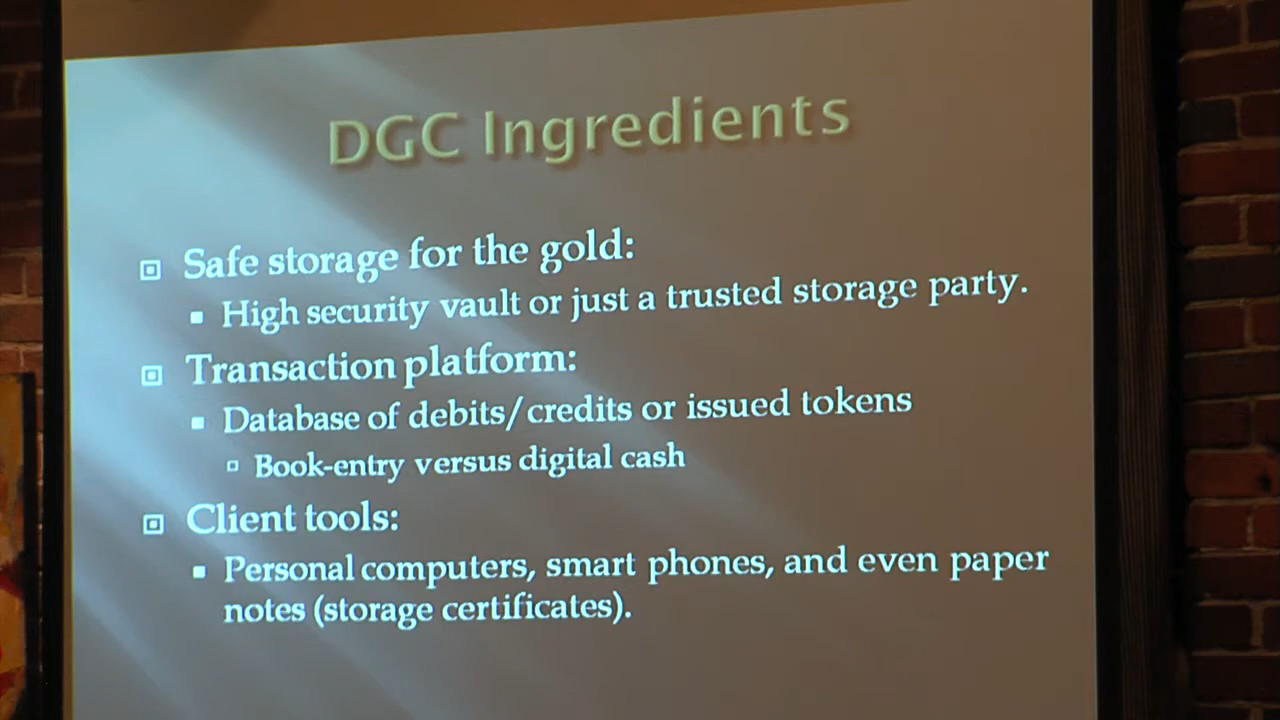 DGC Ingredients
Safe storage for the gold:
High security vault or just a trusted storage party.
Transaction platform:
Database of debits/credits or issued tokens
Book-entry versus digital cash
Client tools:
Personal computers, smart phones, and even paper
notes (storage certificates).